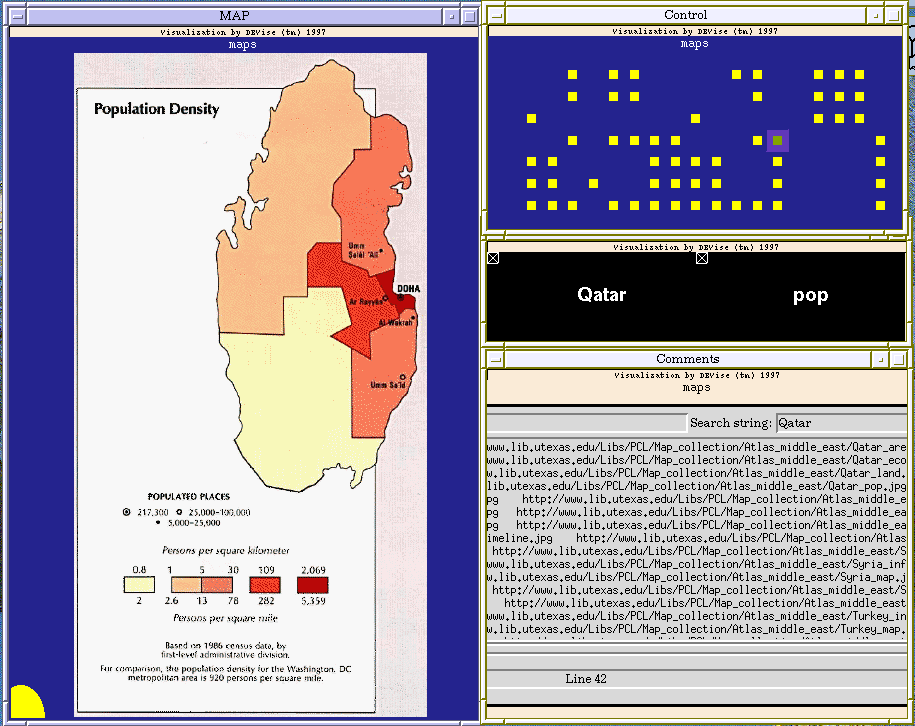 MAP
Visualization by DEVise (tm) 1997
maps
Population Density
Umm
Salal 'Ali
DOHA
Ar Rayyan
Al Wakrah
Umm Sa'id
POPULATED PLACES
217,300 25,000-100,000
5,000-25,000
Persons per square kilometer
0.8 1 5 30 109 2,069
2 2.6 13 78 282 5,359
Persons per square mile
Based on 1986 census data, by
first-level administrative division.
For comparison, the population density for the Washington, DC
metropolitan area is 920 persons per square mile.
Control
Visualization by DEVise (tm) 1997
maps
Visualization by DEVise (tm) 1997
Qatar pop
Comments
Visualization by DEVise (tm) 1997
maps
Search string: Qatar
www.lib.utexas.edu/Libs/PCL/Map_collection/Atlas_middle_east/Qatar_are
www.lib.utexas.edu/Libs/PCL/Map_collection/Atlas_middle_east/Qatar_eco
w.lib.utexas.edu/Libs/PCL/Map_collection/Atlas_middle_east/Qatar_land.
lib.utexas.edu/Libs/PCL/Map_collection/Atlas_middle_east/Qatar_pop.jpg
pg http://www.lib.utexas.edu/Libs/PCL/Map_collection/Atlas_middle_e
pg http://www.lib.utexas.edu/Libs/PCL/Map_collection/Atlas_middle_ea
pg http://www.lib.utexas.edu/Libs/PCL/Map_collection/Atlas_middle_ea
imeline.jpg http://www.lib.utexas.edu/Libs/PCL/Map_collection/Atlas
http://www.lib.utexas.edu/Libs/PCL/Map_collection/Atlas_middle_east/S
www.lib.utexas.edu/Libs/PCL/Map_collection/Atlas_middle_east/Syria_inf
w.lib.utexas.edu/Libs/PCL/Map_collection/Atlas_middle_east/Syria_map.j
http://www.lib.utexas.edu/Libs/PCL/Map_collection/Atlas_middle_east/S
http://www.lib.utexas.edu/Libs/PCL/Map_collection/Atlas_middle_east
www.lib.utexas.edu/Libs/PCL/Map_collection/Atlas_middle_east/Turkey_in
w.lib.utexas.edu/Libs/PCL/Map_collection/Atlas_middle_east/Turkey_map.
Line 42